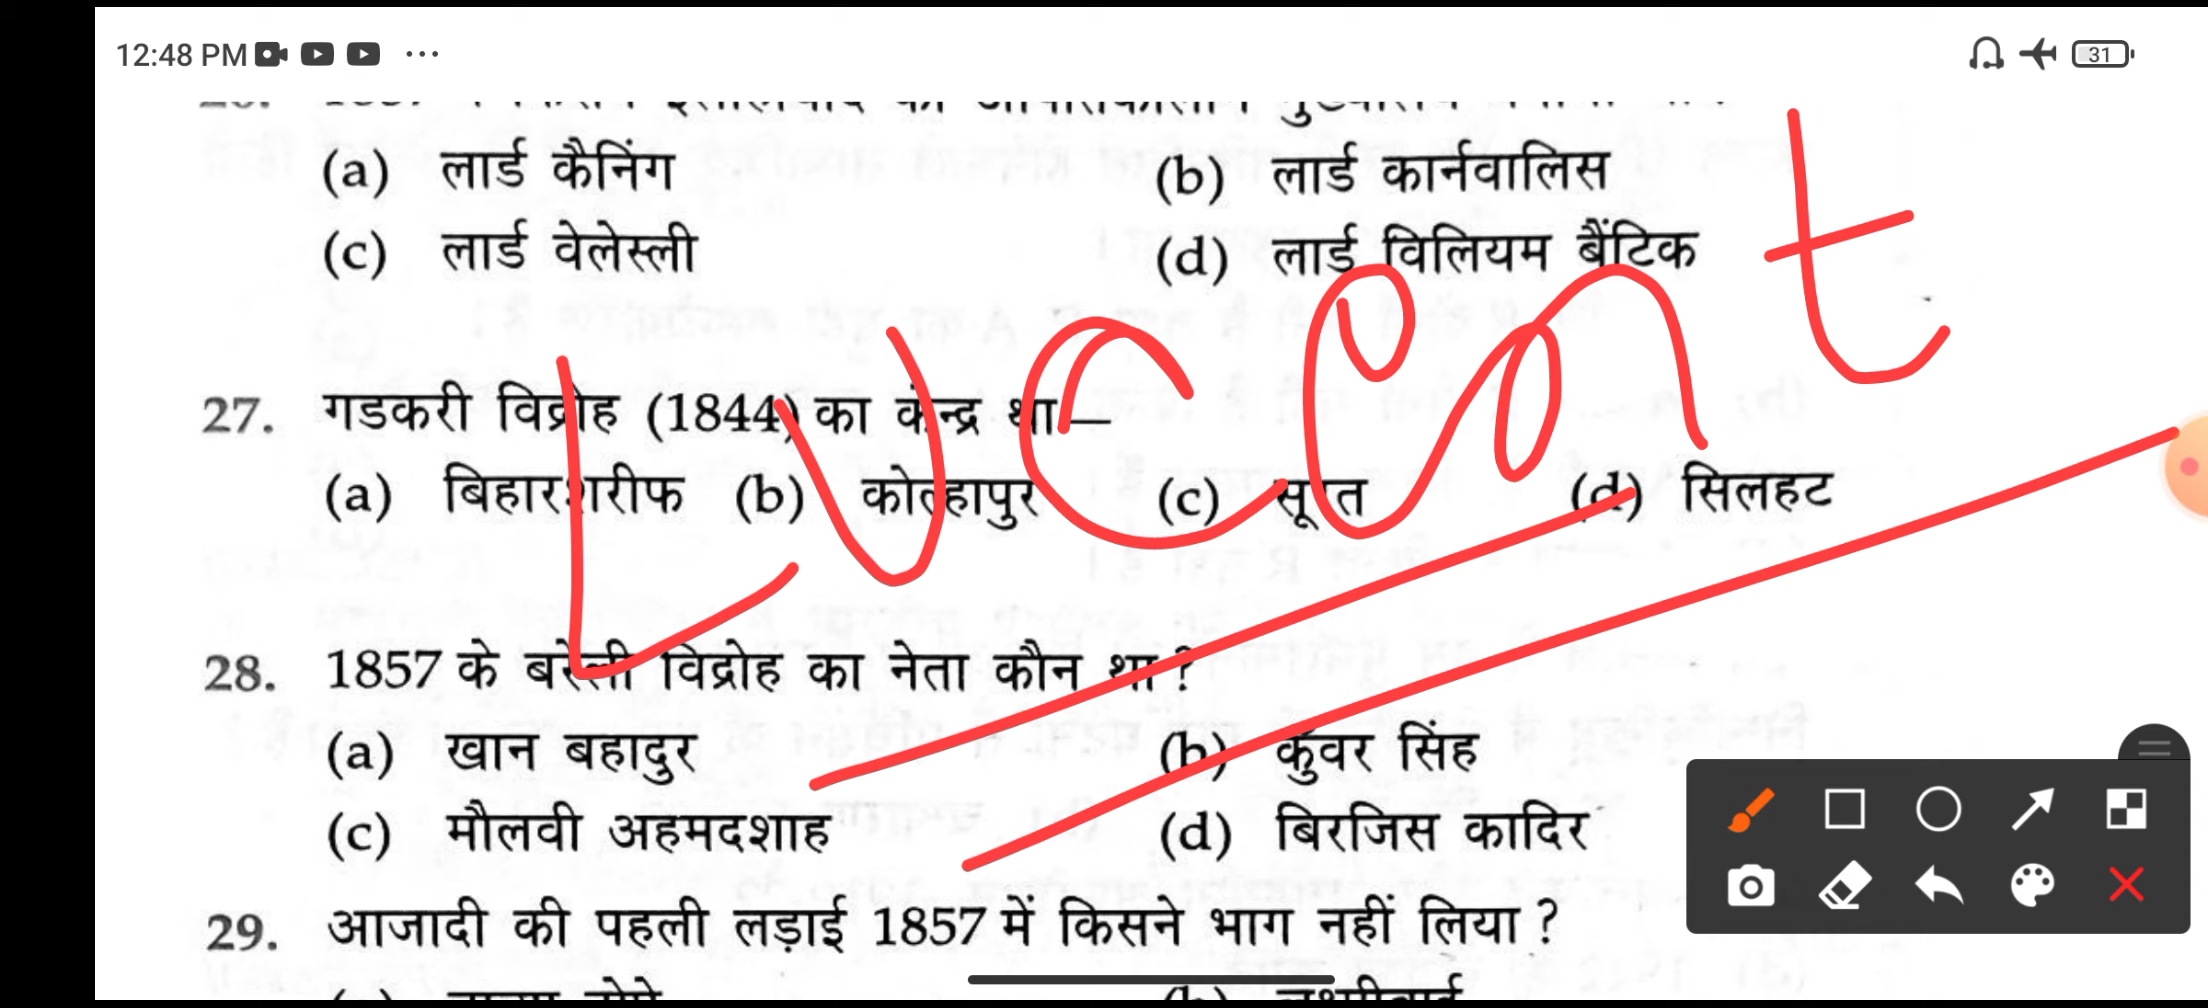 12:48 PM ...
31
(a) लार्ड कैनिंग (b) लार्ड कार्नवालिस
(c) लार्ड वेलेस्ली (d) लार्ड विलियम बैंटिक
Lucent
27. गडकरी विद्रोह (1844) का केन्द्र था—
(a) बिहारशरीफ (b) कोल्हापुर (c) सूरत (d) सिलहट
28. 1857 के बरेली विद्रोह का नेता कौन था?
(a) खान बहादुर (b) कुँवर सिंह
(c) मौलवी अहमदशाह (d) बिरजिस कादिर
29. आजादी की पहली लड़ाई 1857 में किसने भाग नहीं लिया?